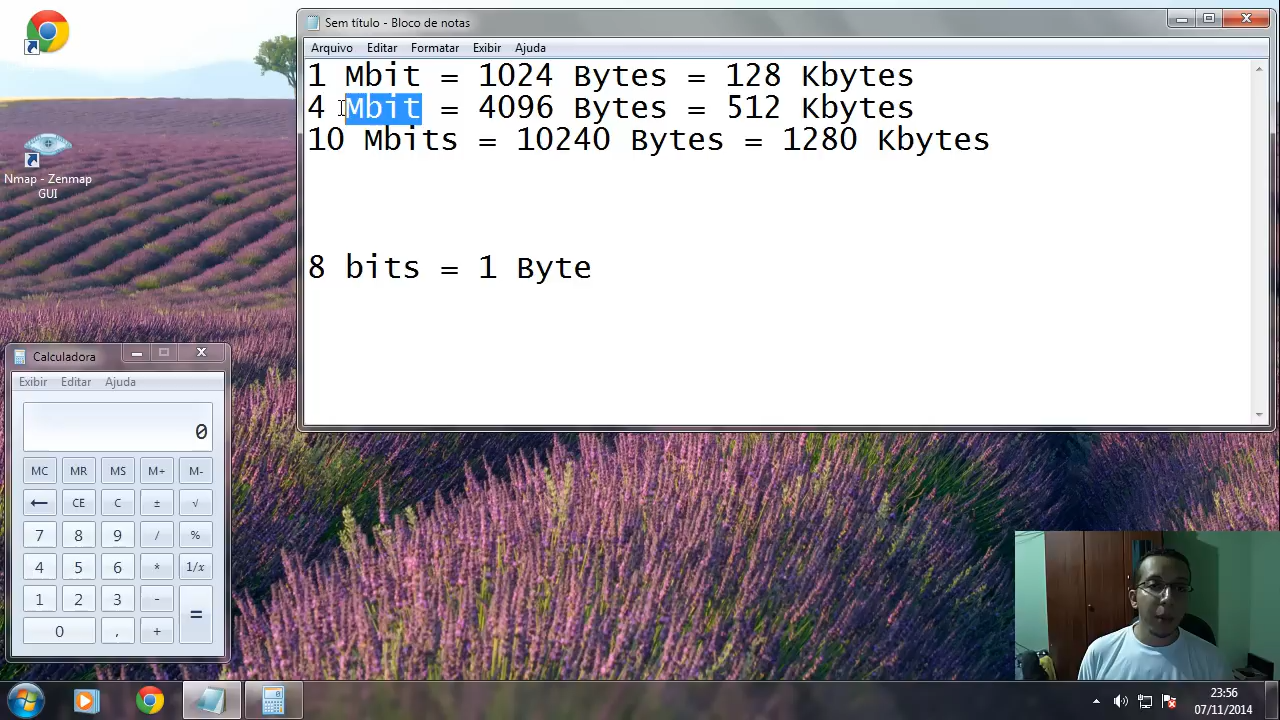 Sem título - Bloco de notas
Arquivo Editar Formatar Exibir Ajuda
1 Mbit = 1024 Bytes = 128 Kbytes
4 Mbit = 4096 Bytes = 512 Kbytes
10 Mbits = 10240 Bytes = 1280 Kbytes
8 bits = 1 Byte
Nmap - Zenmap
GUI
Calculadora
Exibir Editar Ajuda
0
MC MR MS M+ M-
← CE C ± √
7 8 9 / %
4 5 6 * 1/x
1 2 3 - =
0 , +
23:56
07/11/2014